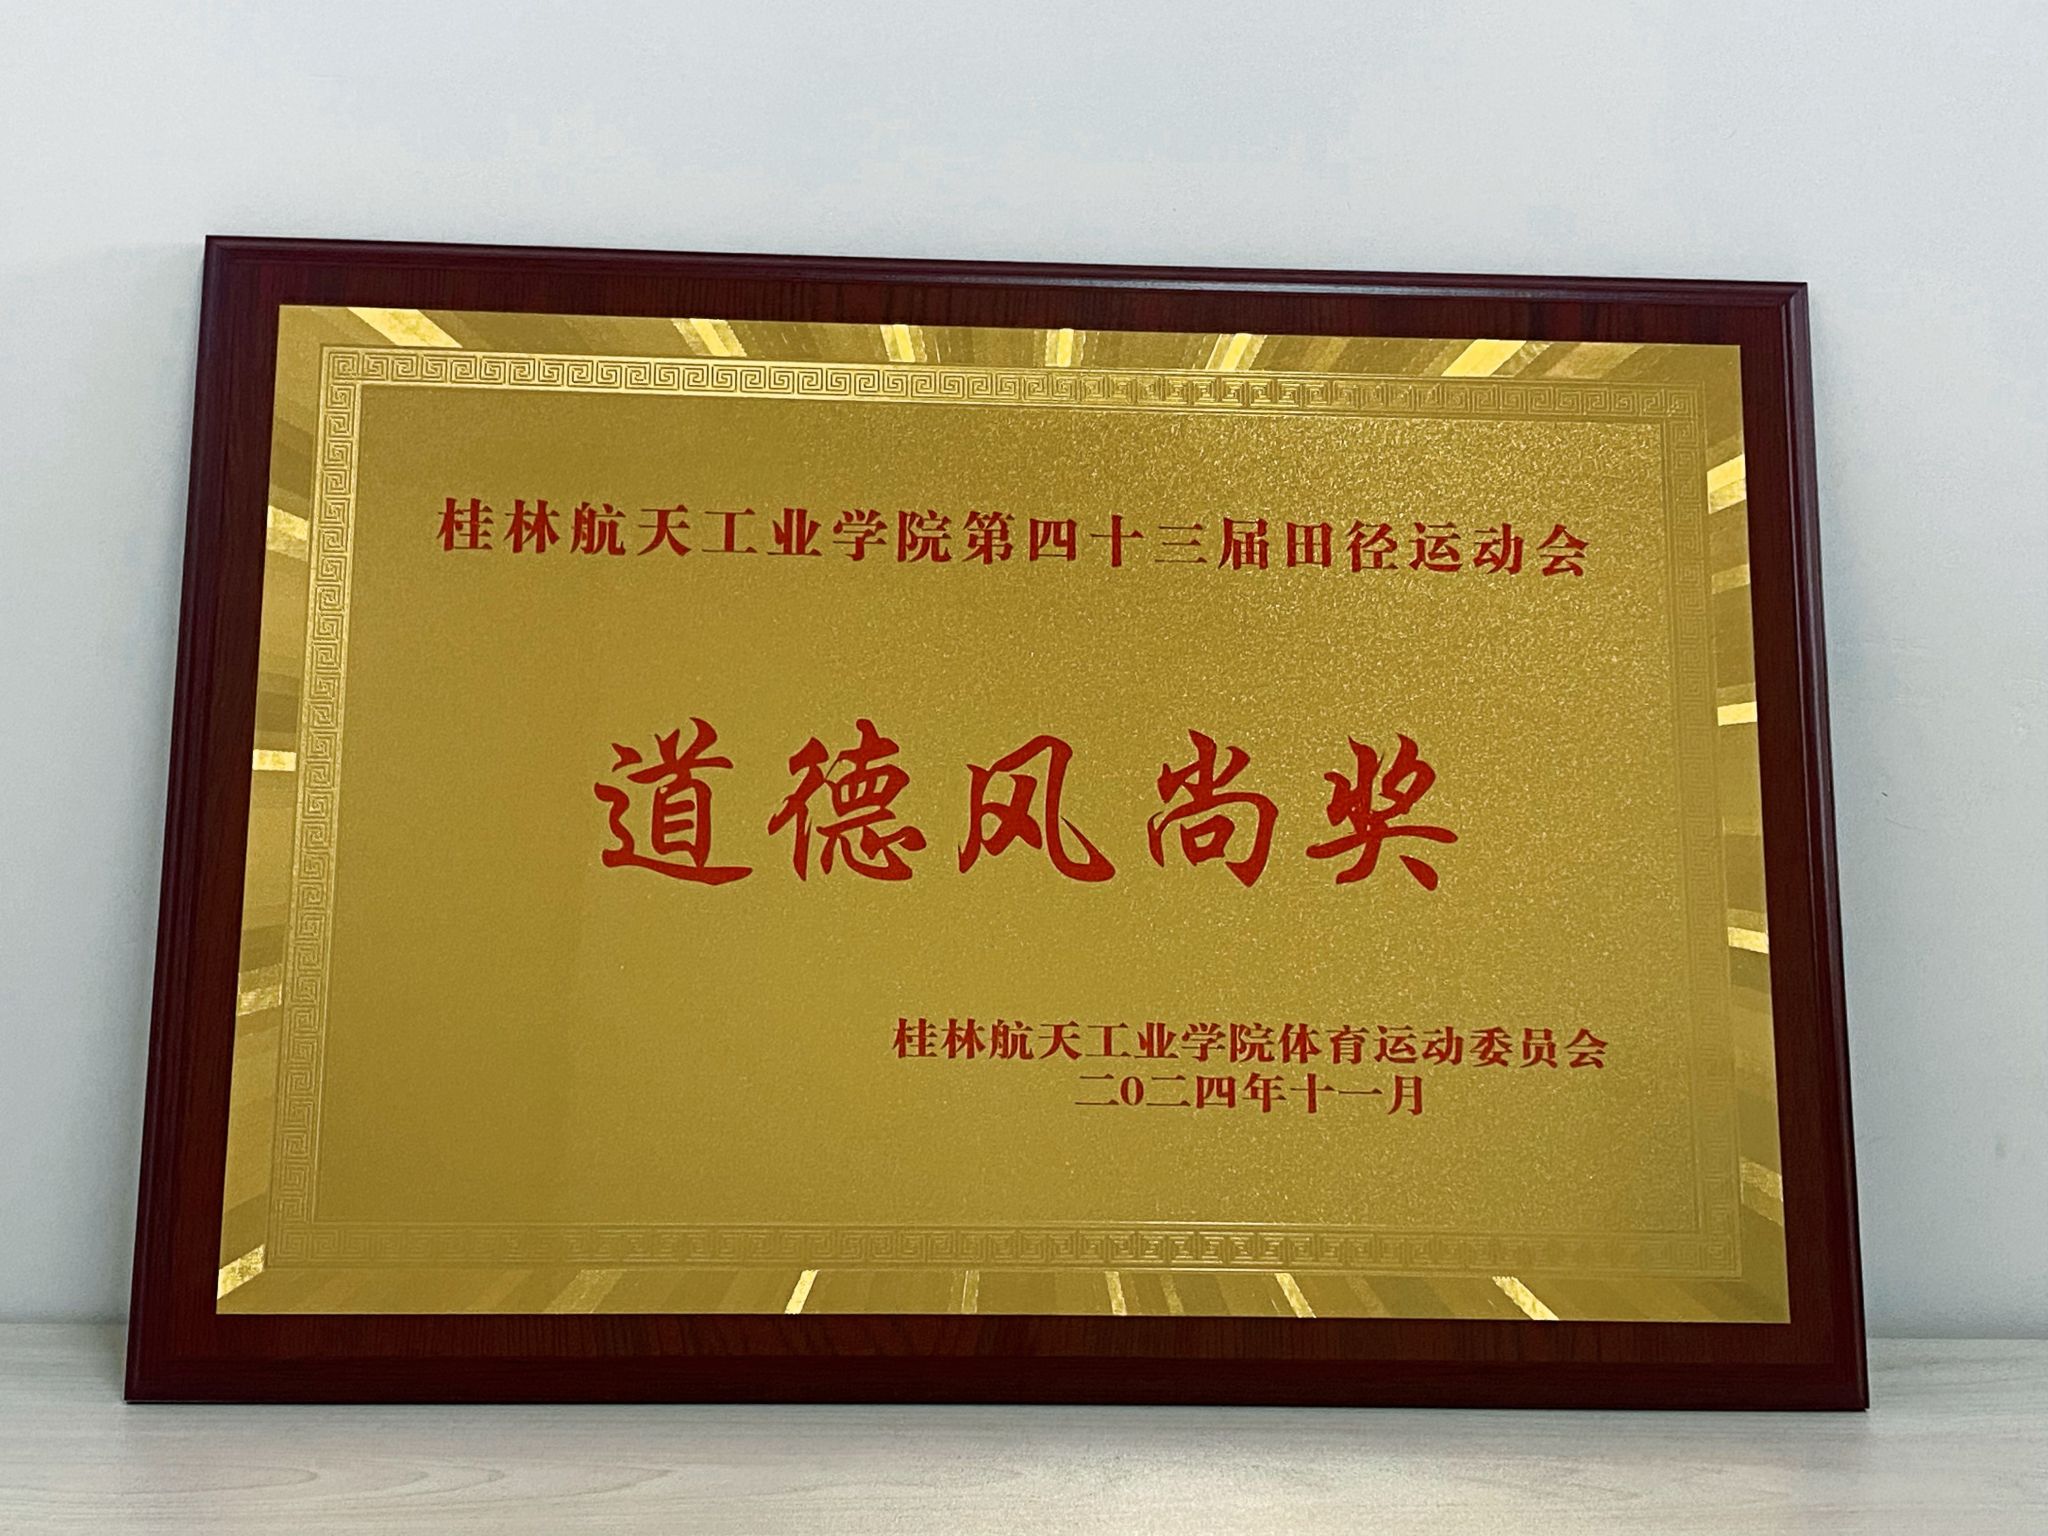 桂林航天工业学院第四十三届田径运动会
道德风尚奖
桂林航天工业学院体育运动委员会
二0二四年十一月